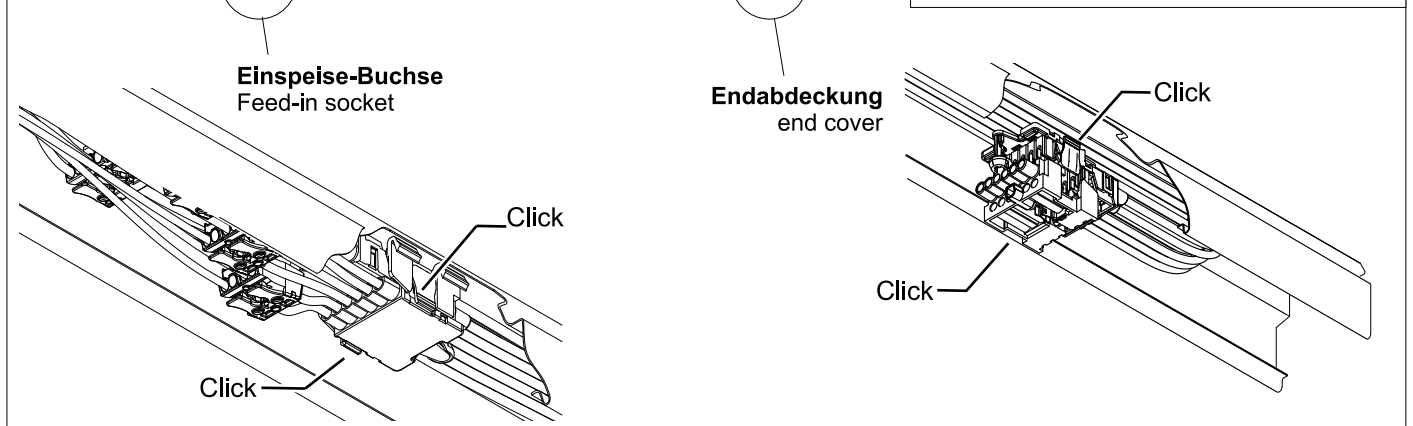 Einspeise-Buchse
Feed-in socket
Click
Click
Endabdeckung
end cover
Click
Click